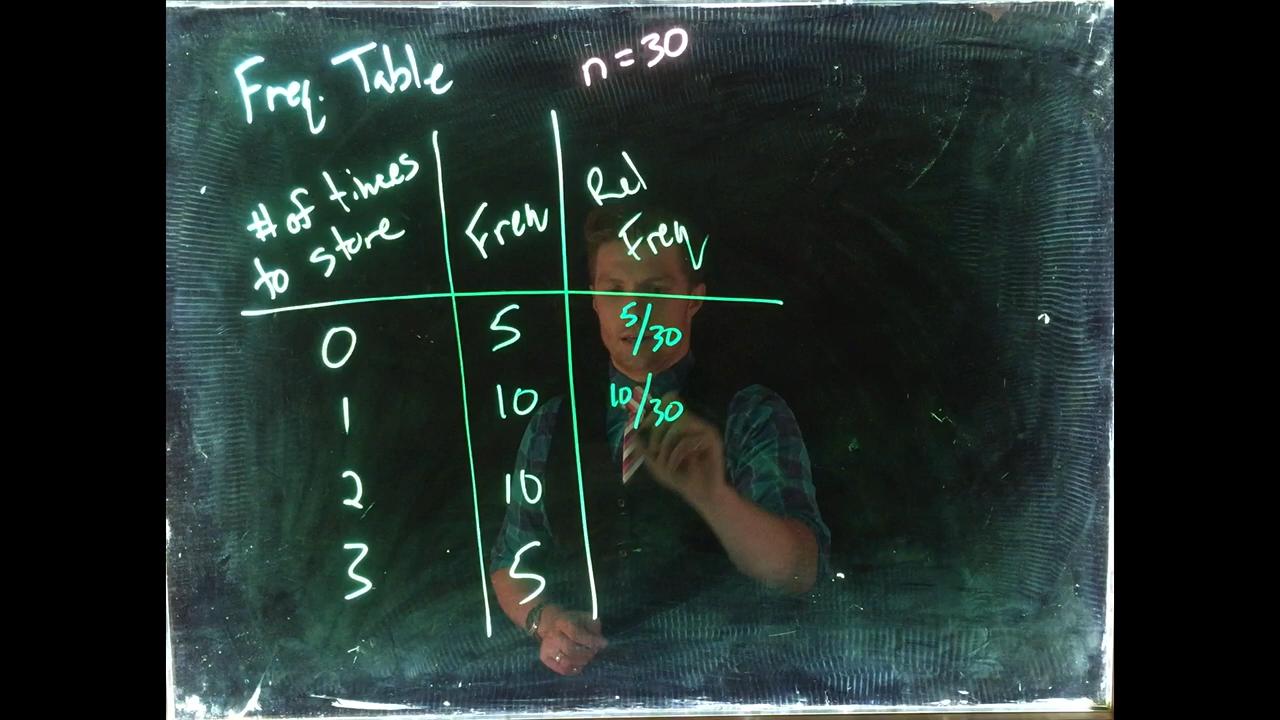 Freq. Table
n = 30
# of times
to store
Freq
Rel
Freq
0 5 5/30
1 10 10/30
2 10
3 5